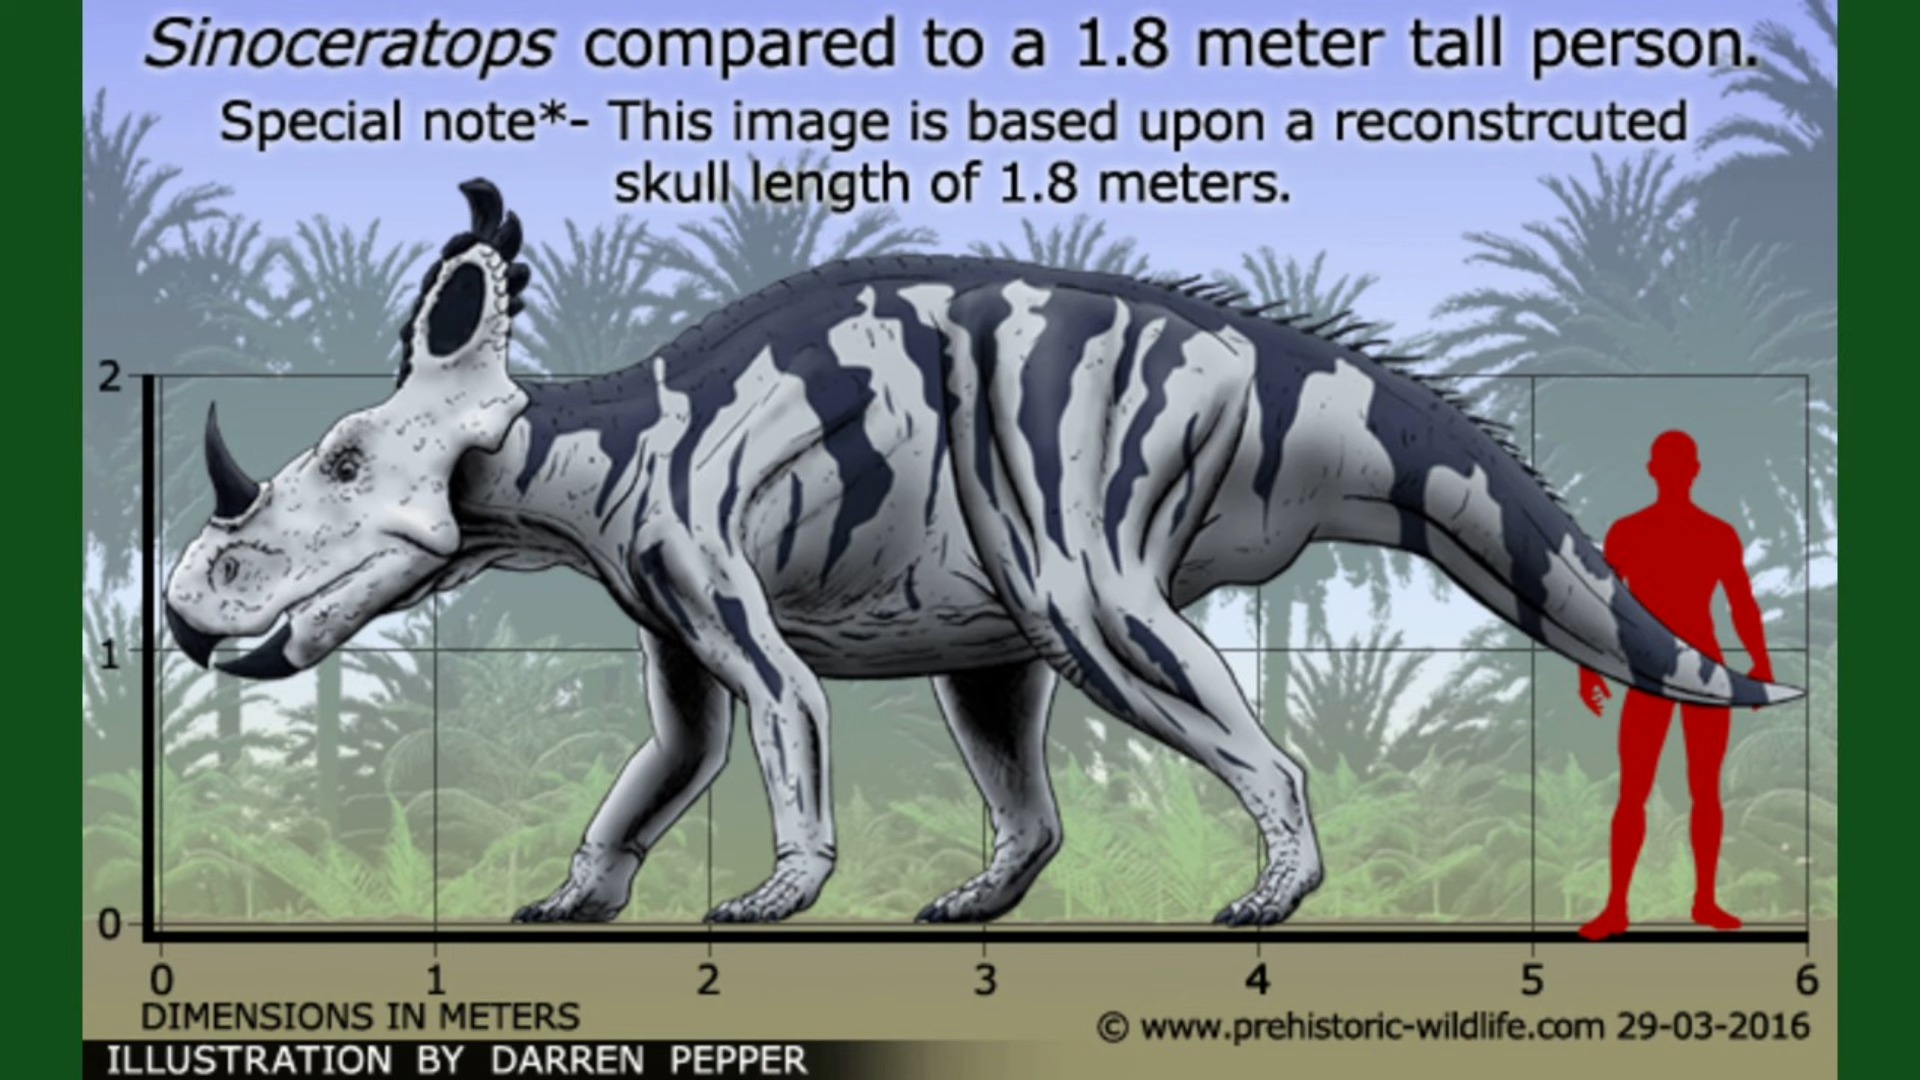 Sinoceratops compared to a 1.8 meter tall person.
Special note*- This image is based upon a reconstrcuted
skull length of 1.8 meters.
2
1
0
0 1 2 3 4 5 6
DIMENSIONS IN METERS
© www.prehistoric-wildlife.com 29-03-2016
ILLUSTRATION BY DARREN PEPPER